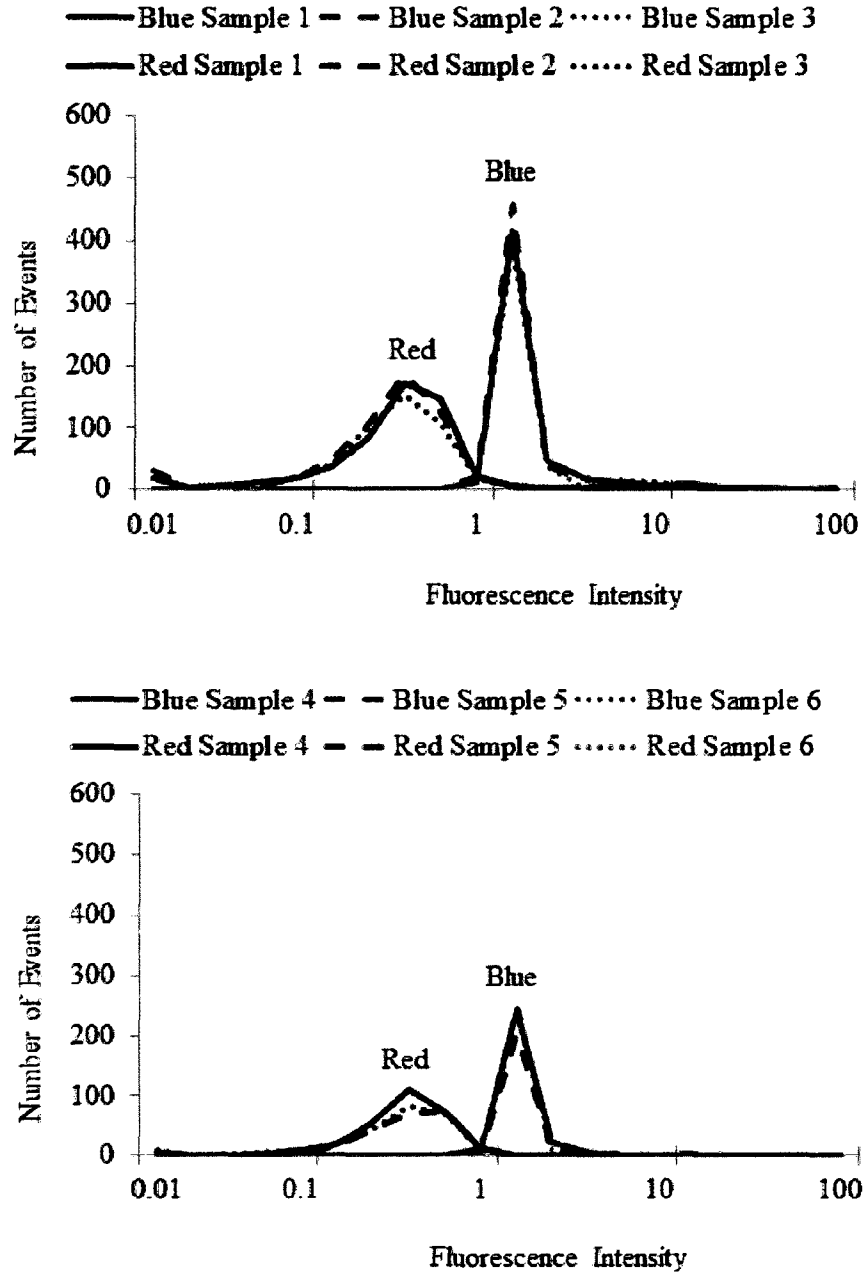 Blue Sample 1 Blue Sample 2 Blue Sample 3
Red Sample 1 Red Sample 2 Red Sample 3
600
500
400
300
200
100
0
Number of Events
Blue
Red
0.01 0.1 1 10 100
Fluorescence Intensity
Blue Sample 4 Blue Sample 5 Blue Sample 6
Red Sample 4 Red Sample 5 Red Sample 6
600
500
400
300
200
100
0
Number of Events
Blue
Red
0.01 0.1 1 10 100
Fluorescence Intensity